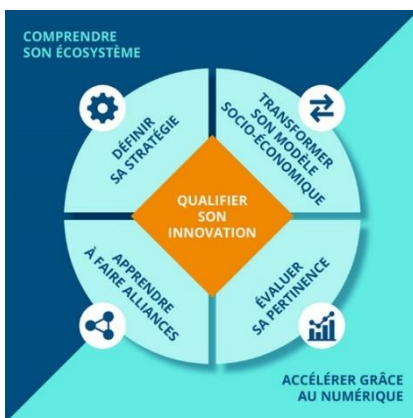 COMPRENDRE
SON ÉCOSYSTÈME
DÉFINIR
SA STRATÉGIE
TRANSFORMER
SON MODÈLE
SOCIO-ÉCONOMIQUE
QUALIFIER
SON
INNOVATION
APPRENDRE
À FAIRE ALLIANCES
ÉVALUER
SA PERTINENCE
ACCÉLÉRER GRÂCE
AU NUMÉRIQUE